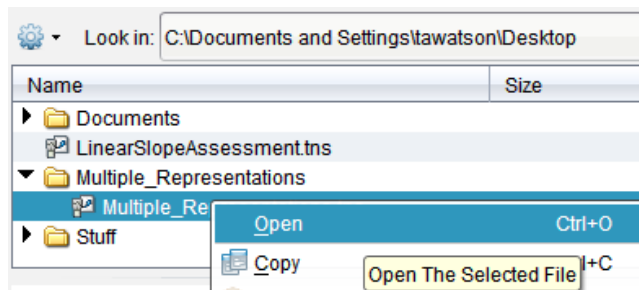 Look in: C:\Documents and Settings\tawatson\Desktop
Name Size
Documents
LinearSlopeAssessment.tns
Multiple_Representations
Multiple_Re
Open Ctrl+O
Stuff
Copy l+C
Open The Selected File